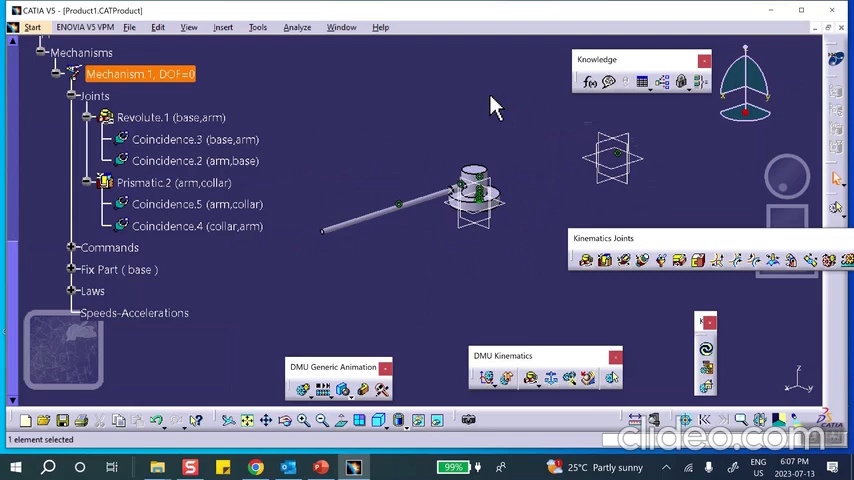 CATIA V5 - [Product1.CATProduct]
Start ENOVIA V5 VPM File Edit View Insert Tools Analyze Window Help
Mechanisms
Mechanism.1, DOF=0
Joints
Revolute.1 (base,arm)
Coincidence.3 (base,arm)
Coincidence.2 (arm,base)
Prismatic.2 (arm,collar)
Coincidence.5 (arm,collar)
Coincidence.4 (collar,arm)
Commands
Fix Part ( base )
Laws
Speeds-Accelerations
Knowledge
f(x)
Kinematics Joints
K
DMU Kinematics
DMU Generic Animation
x
y
z
x
y
CATIA
1 element selected
clideo.com
99%
25°C Partly sunny
ENG
US
6:07 PM
2023-07-13